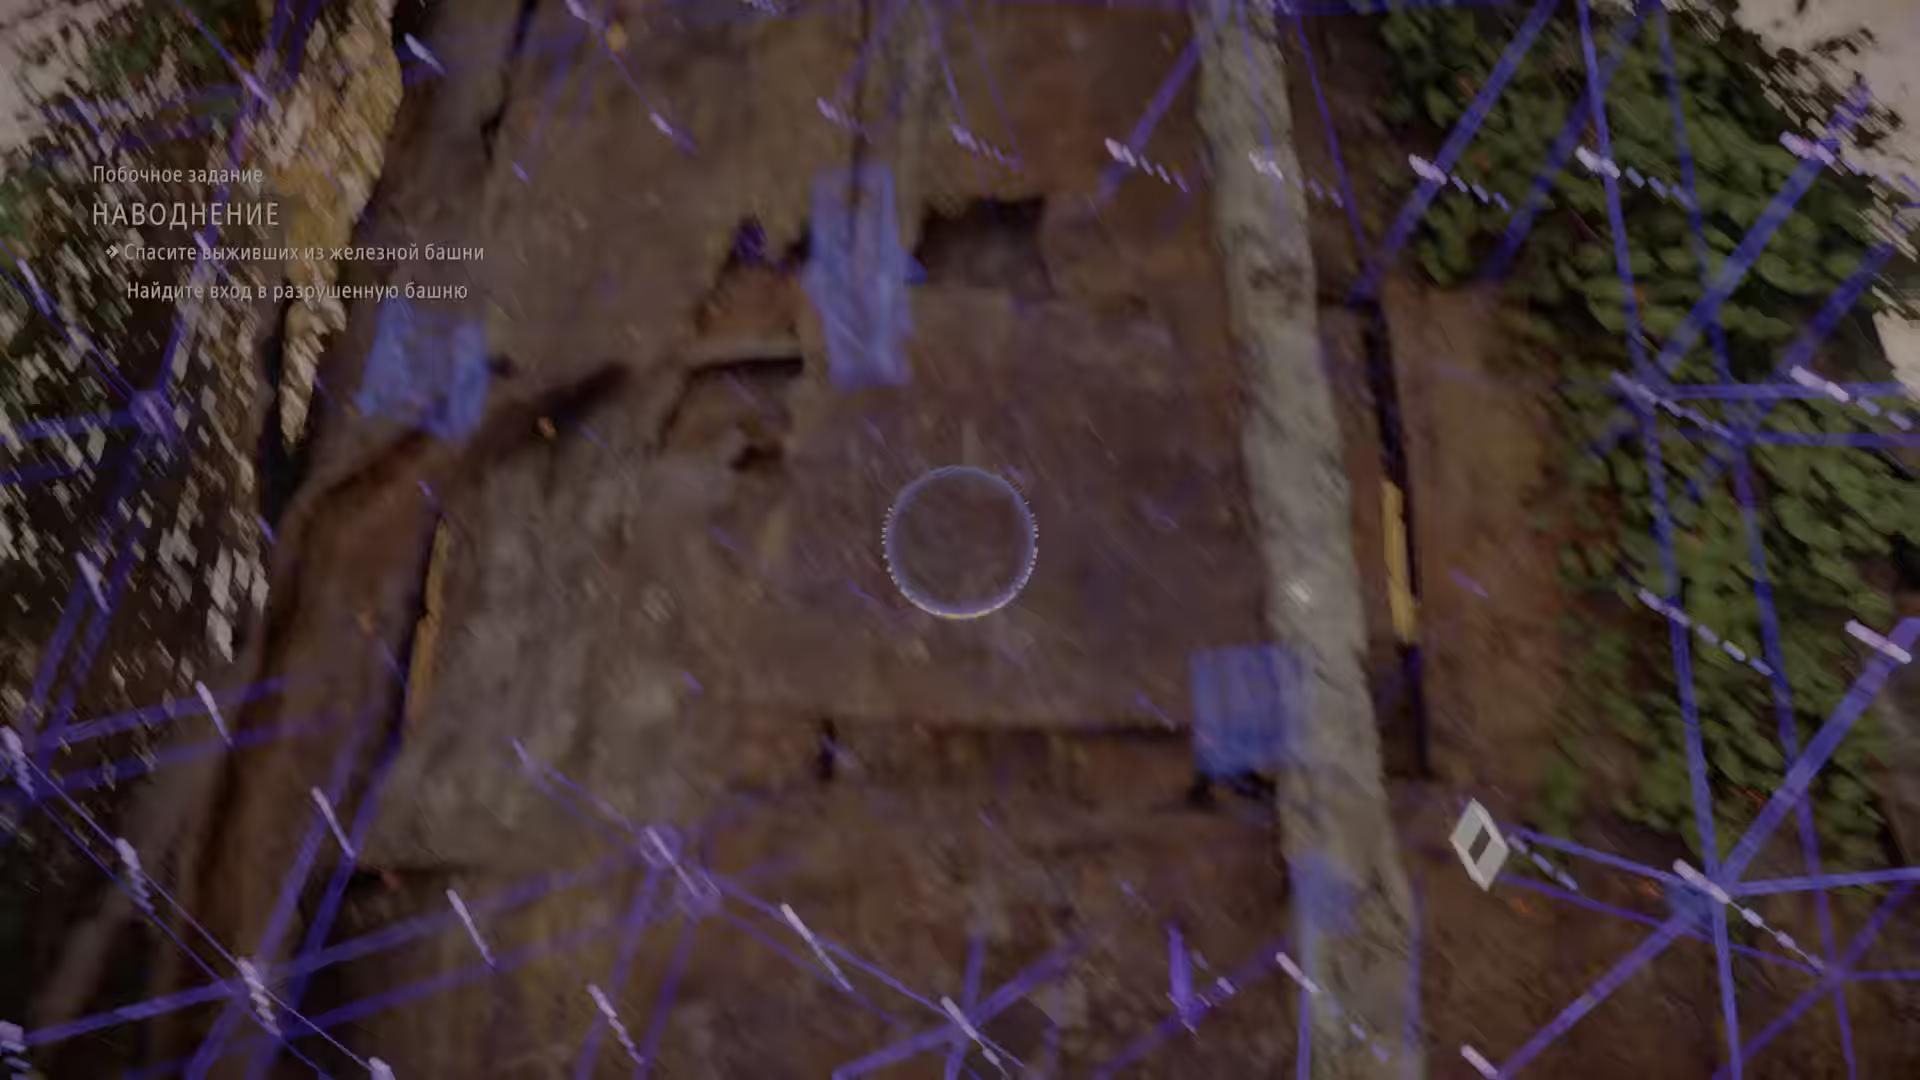 Побочное задание
НАВОДНЕНИЕ
Спасите выживших из железной башни
Найдите вход в разрушенную башню